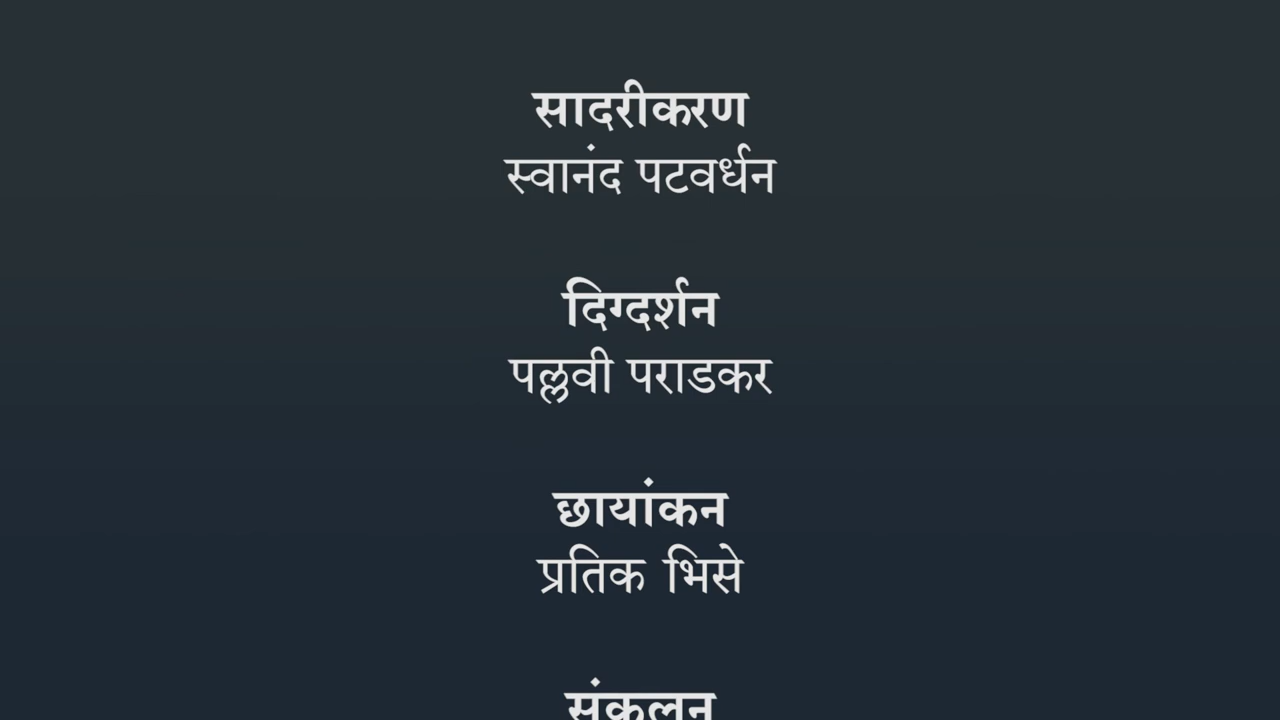 सादरीकरण
स्वानंद पटवर्धन
दिग्दर्शन
पल्लवी पराडकर
छायांकन
प्रतिक भिसे
संकलन